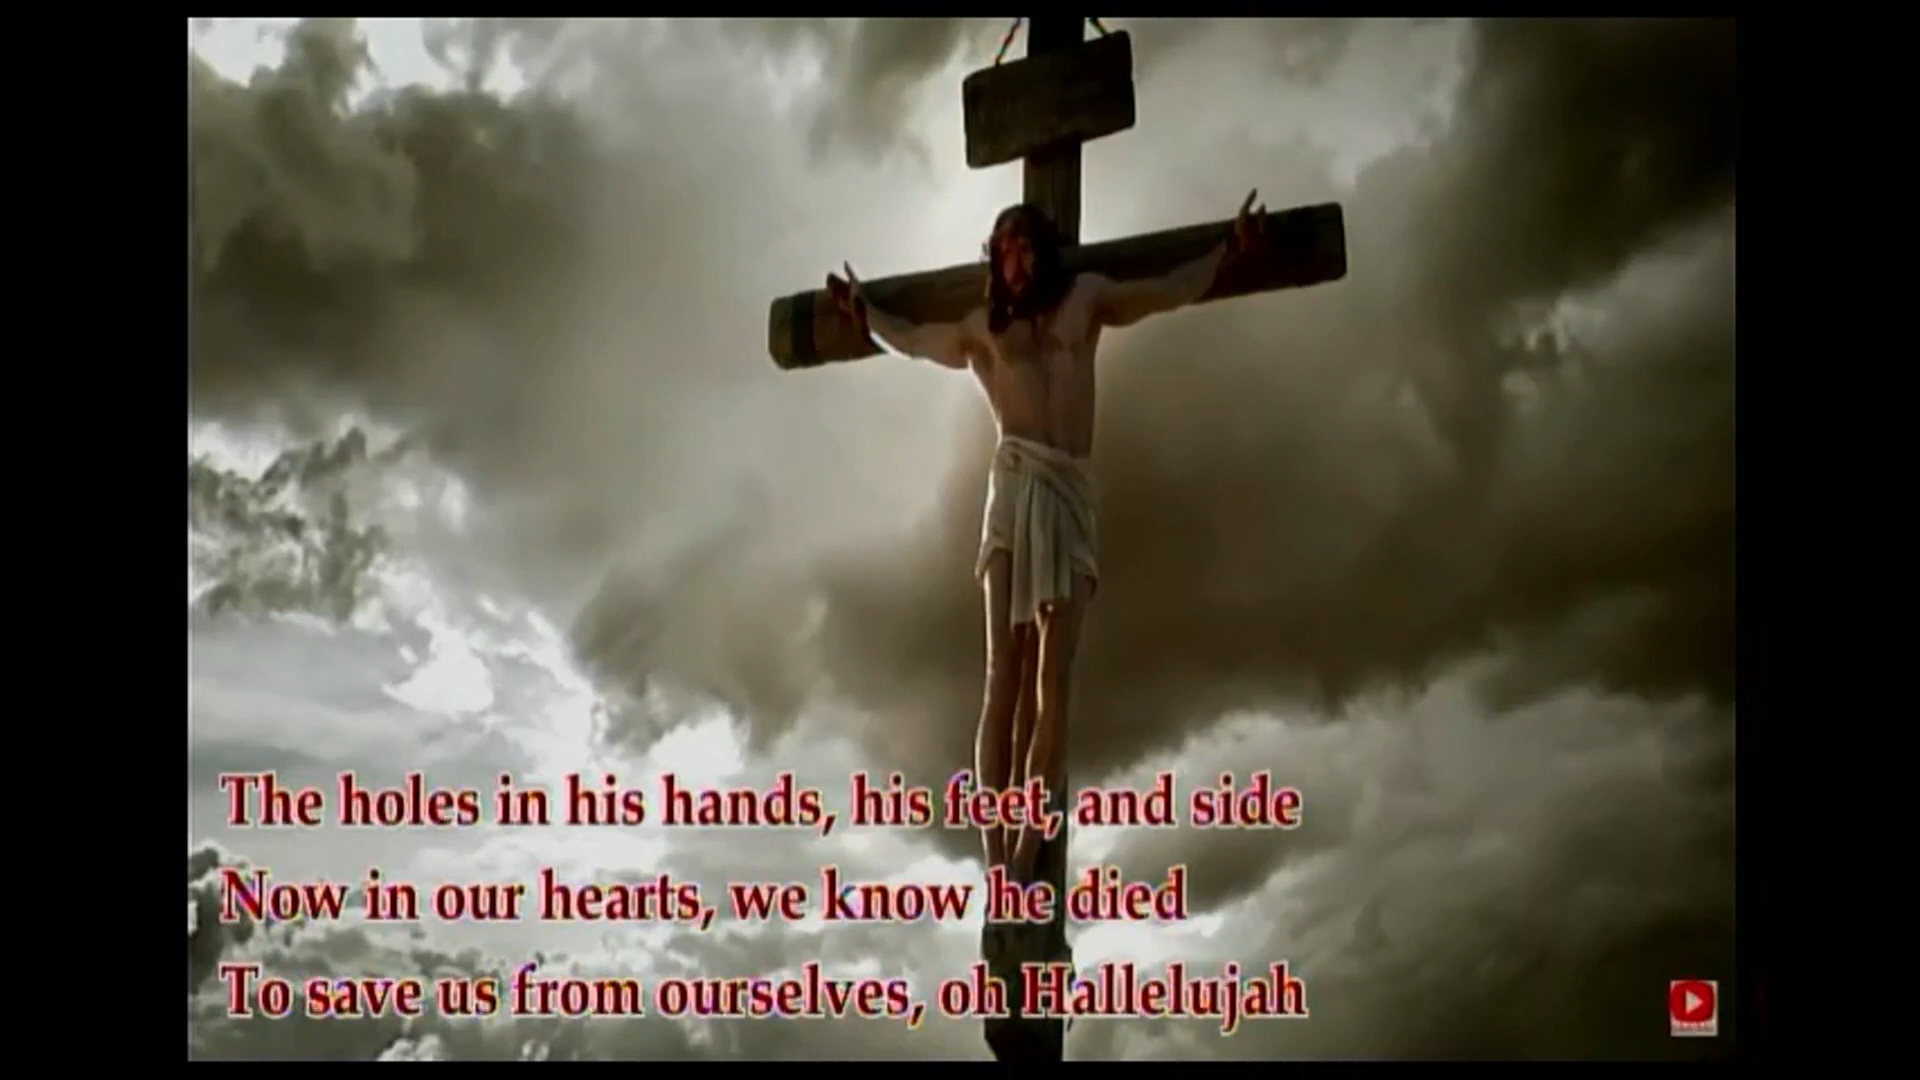 The holes in his hands, his feet, and side
Now in our hearts, we know he died
To save us from ourselves, oh Hallelujah